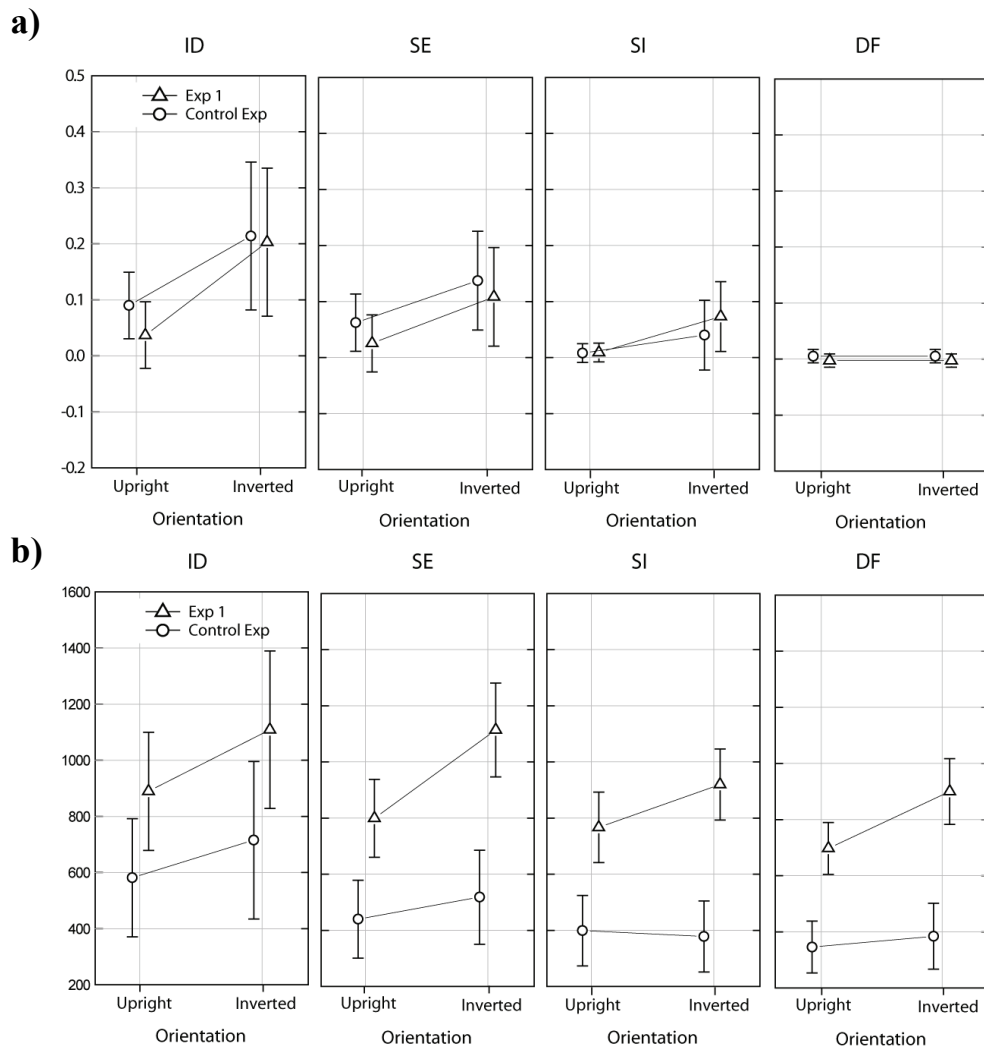 a)
ID SE SI DF
0.5
Exp 1
Control Exp
0.4
0.3
0.2
0.1
0.0
-0.1
-0.2
Upright Inverted Upright Inverted Upright Inverted Upright Inverted
Orientation Orientation Orientation Orientation
b)
ID SE SI DF
1600
Exp 1
Control Exp
1400
1200
1000
800
600
400
200
Upright Inverted Upright Inverted Upright Inverted Upright Inverted
Orientation Orientation Orientation Orientation